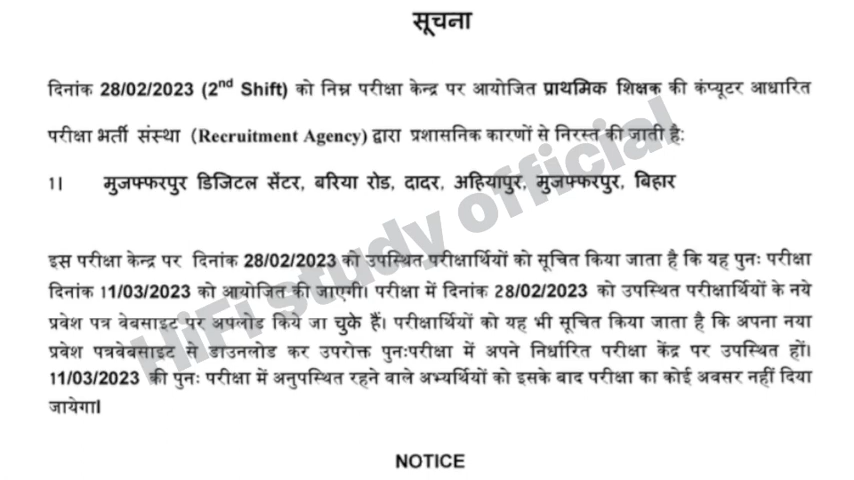 सूचना
दिनांक 28/02/2023 (2nd Shift) को निम्न परीक्षा केन्द्र पर आयोजित प्राथमिक शिक्षक की कंप्यूटर आधारित
परीक्षा भर्ती संस्था (Recruitment Agency) द्वारा प्रशासनिक कारणों से निरस्त की जाती है:
1। मुजफ्फरपुर डिजिटल सेंटर, बरिया रोड, दादर, अहियापुर, मुजफ्फरपुर, बिहार
इस परीक्षा केन्द्र पर दिनांक 28/02/2023 को उपस्थित परीक्षार्थियों को सूचित किया जाता है कि यह पुनः परीक्षा
दिनांक 11/03/2023 को आयोजित की जाएगी। परीक्षा में दिनांक 28/02/2023 को उपस्थित परीक्षार्थियों के नये
प्रवेश पत्र वेबसाइट पर अपलोड किये जा चुके हैं। परीक्षार्थियों को यह भी सूचित किया जाता है कि अपना नया
प्रवेश पत्रवेबसाइट से डाउनलोड कर उपरोक्त पुनःपरीक्षा में अपने निर्धारित परीक्षा केंद्र पर उपस्थित हों।
11/03/2023 की पुनः परीक्षा में अनुपस्थित रहने वाले अभ्यर्थियों को इसके बाद परीक्षा का कोई अवसर नहीं दिया
जायेगा।
NOTICE
HiFi study official